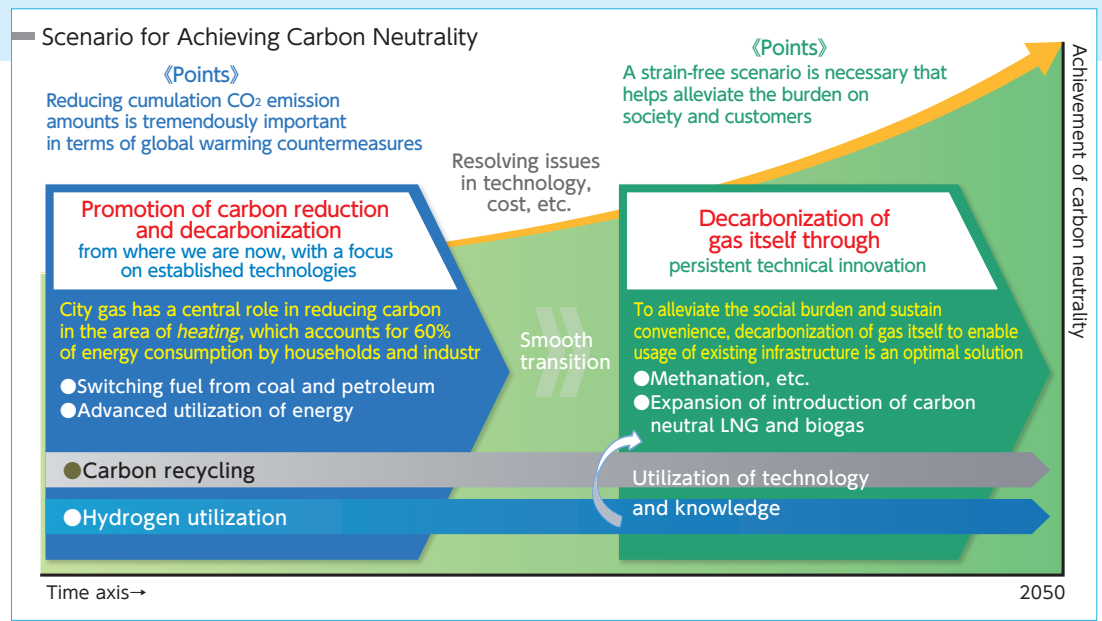 Scenario for Achieving Carbon Neutrality
《Points》
Reducing cumulation CO2 emission
amounts is tremendously important
in terms of global warming countermeasures
《Points》
A strain-free scenario is necessary that
helps alleviate the burden on
society and customers
Achievement of carbon neutrality
Resolving issues
in technology,
cost, etc.
Promotion of carbon reduction
and decarbonization
from where we are now, with a focus
on established technologies
City gas has a central role in reducing carbon
in the area of heating, which accounts for 60%
of energy consumption by households and industr
●Switching fuel from coal and petroleum
●Advanced utilization of energy
Smooth
transition
Decarbonization of
gas itself through
persistent technical innovation
To alleviate the social burden and sustain
convenience, decarbonization of gas itself to enable
usage of existing infrastructure is an optimal solution
●Methanation, etc.
●Expansion of introduction of carbon
neutral LNG and biogas
●Carbon recycling
●Hydrogen utilization
Utilization of technology
and knowledge
Time axis→
2050